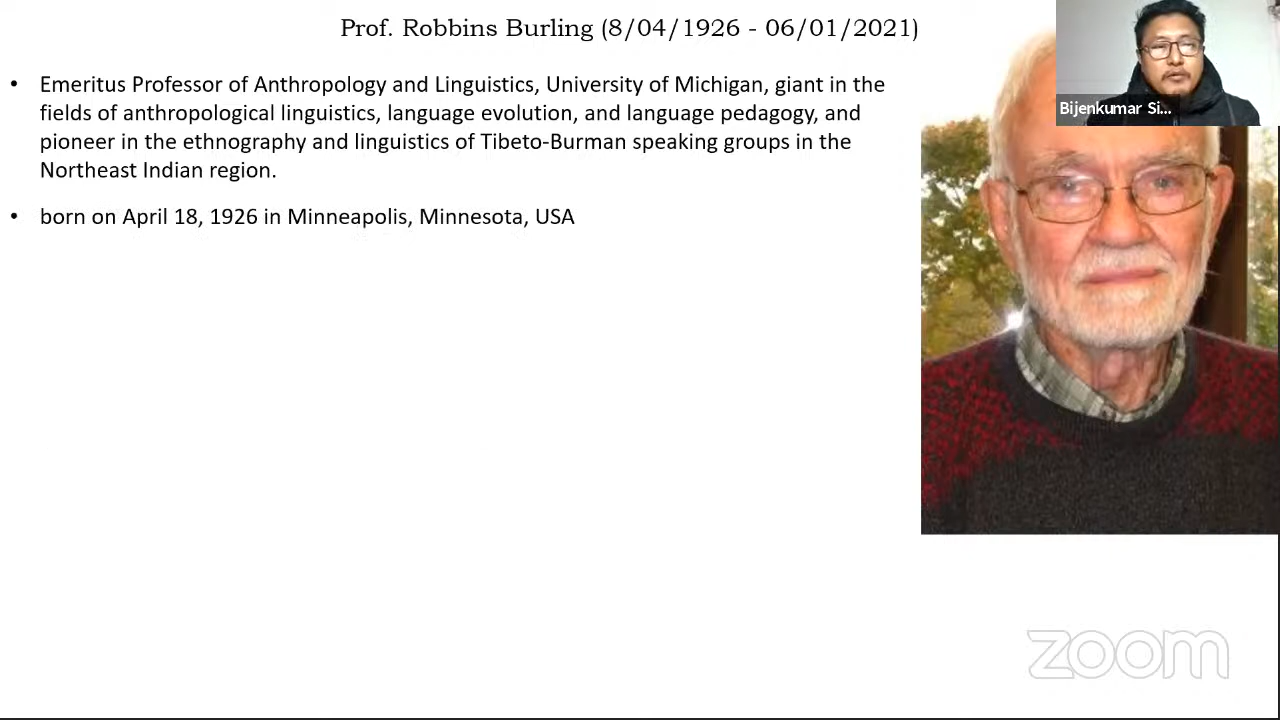 Prof. Robbins Burling (8/04/1926 - 06/01/2021)
• Emeritus Professor of Anthropology and Linguistics, University of Michigan, giant in the
fields of anthropological linguistics, language evolution, and language pedagogy, and
pioneer in the ethnography and linguistics of Tibeto-Burman speaking groups in the
Northeast Indian region.
• born on April 18, 1926 in Minneapolis, Minnesota, USA
Bijenkumar Si...
zoom